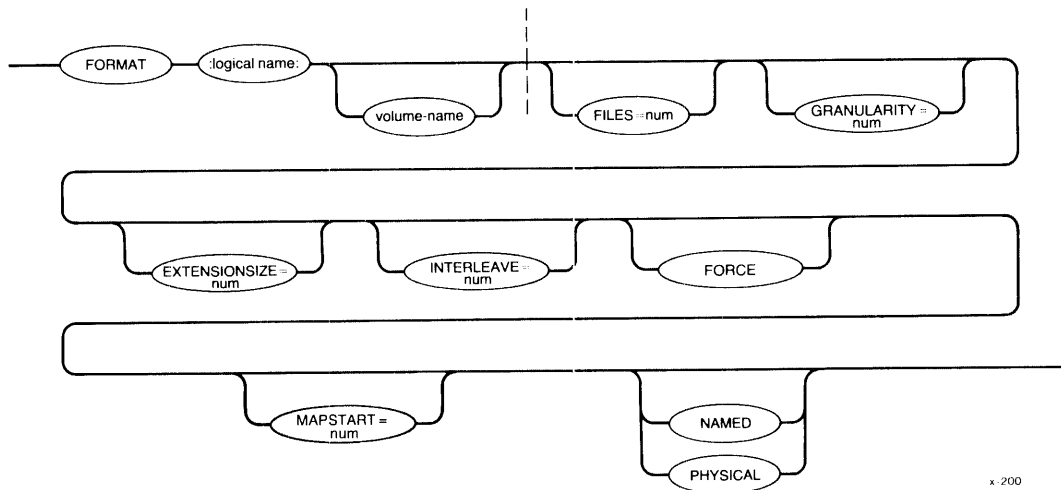 FORMAT
:logical name:
volume-name
FILES=num
GRANULARITY=
num
EXTENSIONSIZE=
num
INTERLEAVE=
num
FORCE
MAPSTART=
num
NAMED
PHYSICAL
x-200